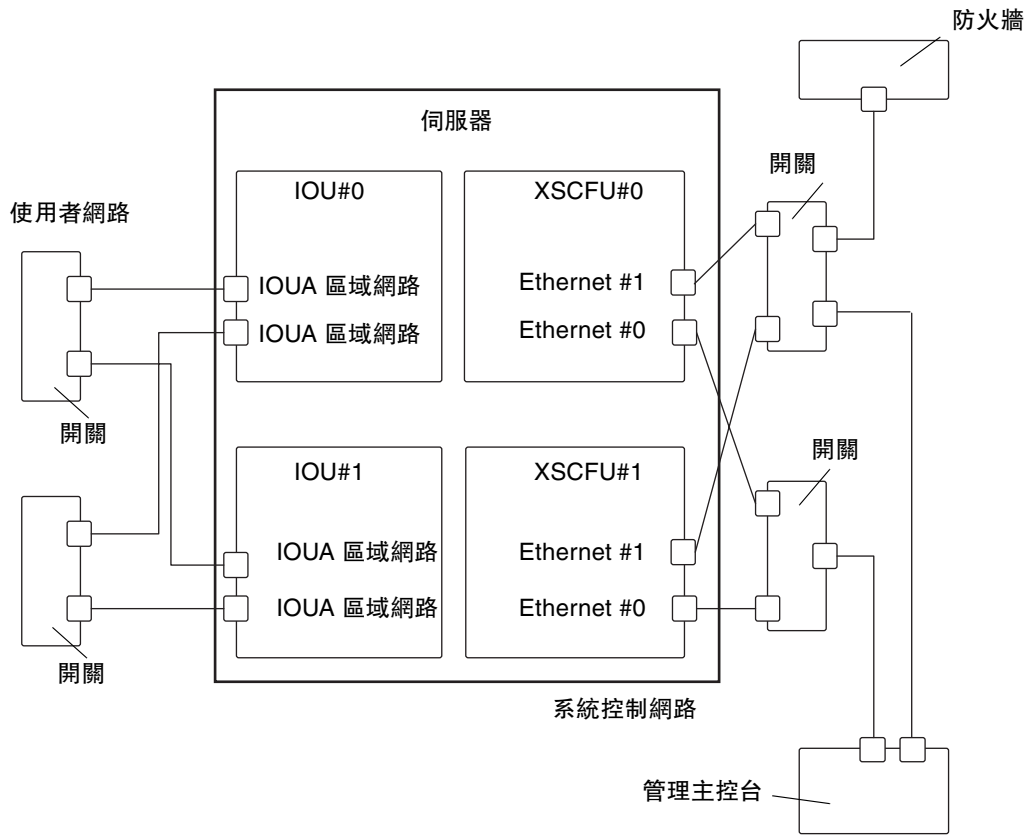 防火牆
伺服器
開關
IOU#0
XSCFU#0
使用者網路
IOUA 區域網路
Ethernet #1
IOUA 區域網路
Ethernet #0
開關
開關
IOU#1
XSCFU#1
IOUA 區域網路
Ethernet #1
IOUA 區域網路
Ethernet #0
開關
系統控制網路
管理主控台